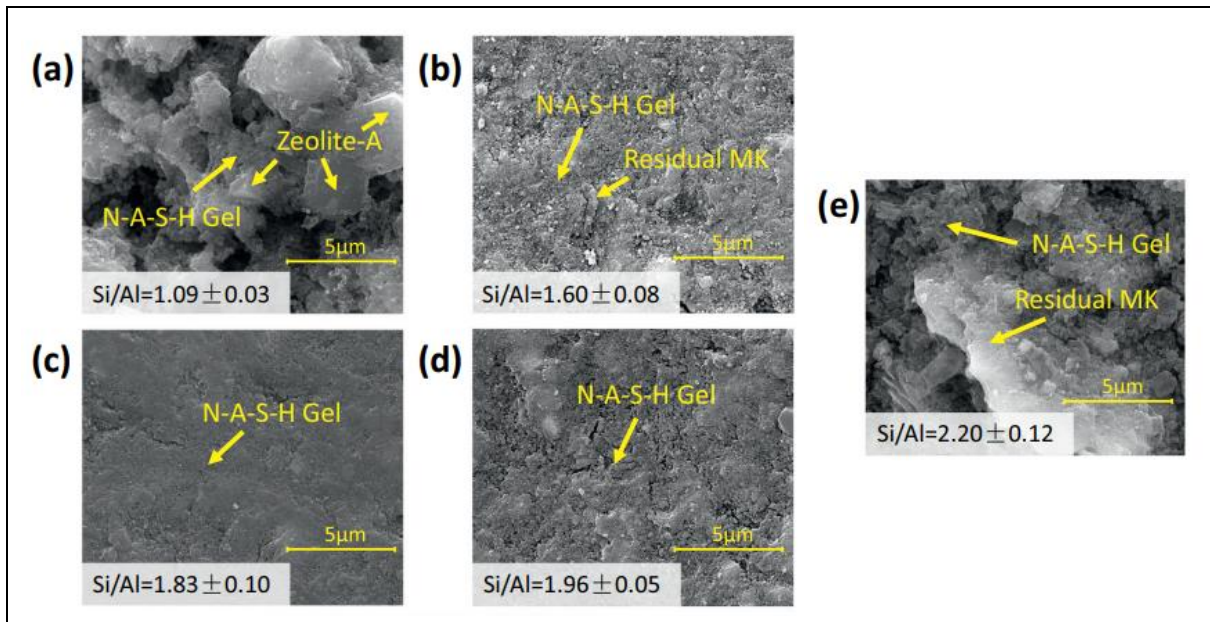 (a)
Zeolite-A
N-A-S-H Gel
5μm
Si/Al=1.09±0.03
(b)
N-A-S-H Gel
Residual MK
5μm
Si/Al=1.60±0.08
(c)
N-A-S-H Gel
5μm
Si/Al=1.83±0.10
(d)
N-A-S-H Gel
5μm
Si/Al=1.96±0.05
(e)
N-A-S-H Gel
Residual MK
5μm
Si/Al=2.20±0.12